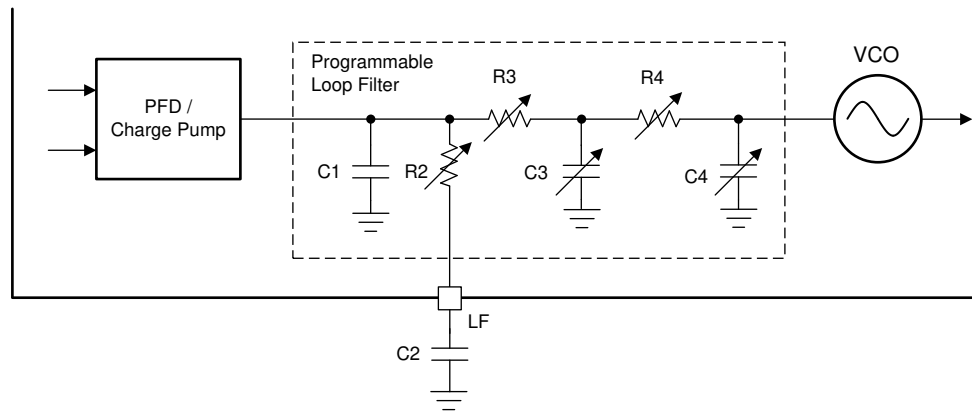 Programmable
Loop Filter
VCO
PFD /
Charge Pump
R3
R4
C1
R2
C3
C4
LF
C2